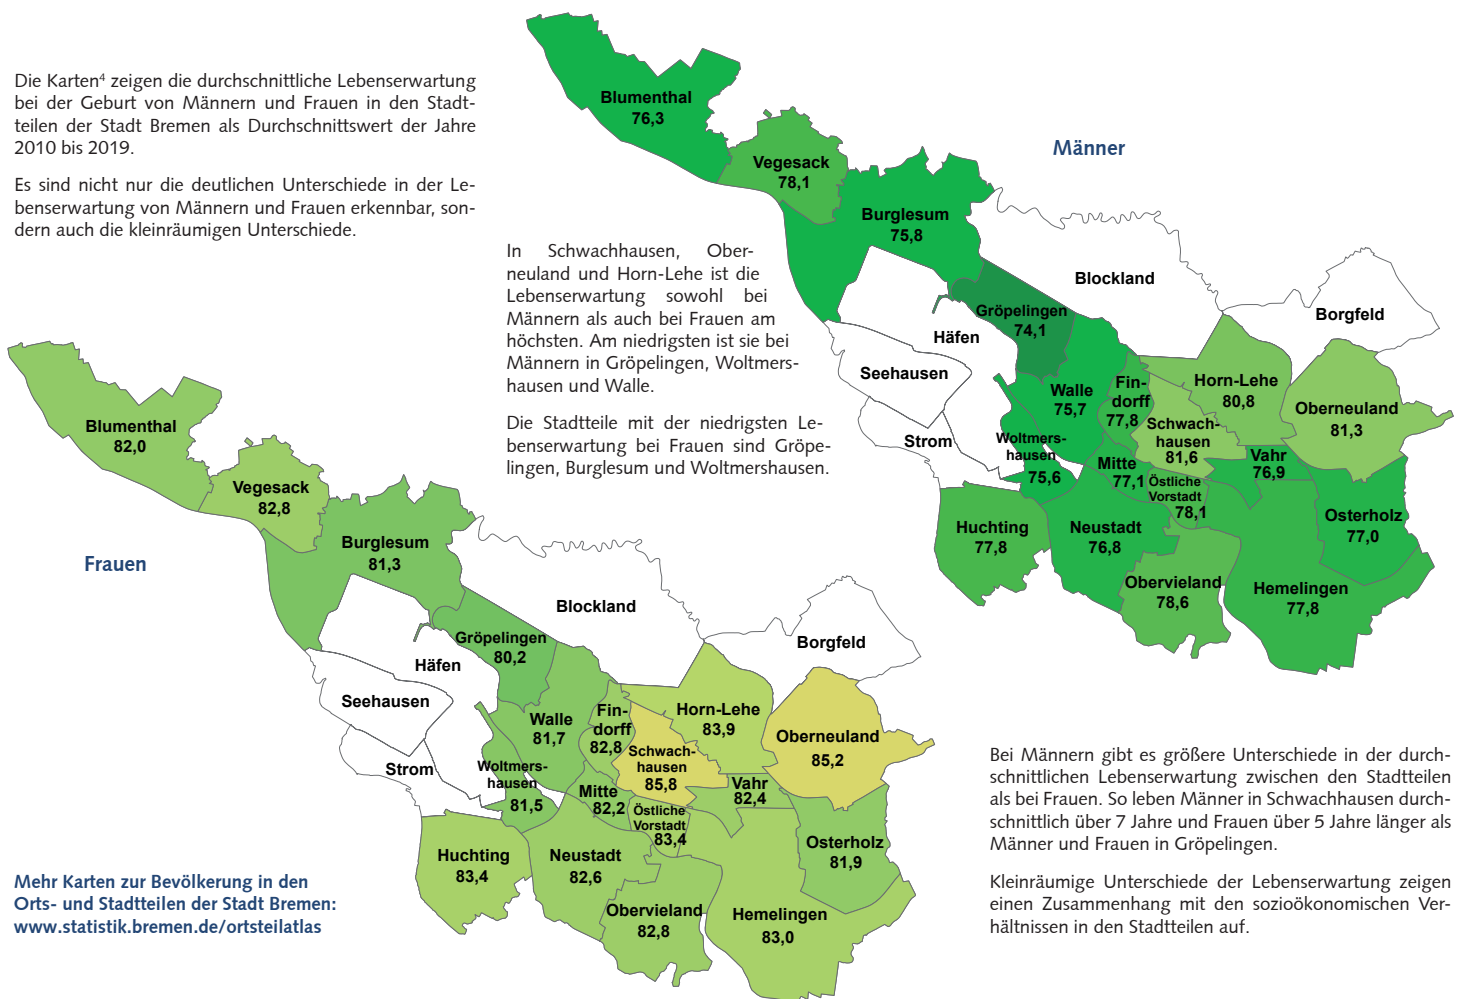 Die Karten⁴ zeigen die durchschnittliche Lebenserwartung
bei der Geburt von Männern und Frauen in den Stadt-
teilen der Stadt Bremen als Durchschnittswert der Jahre
2010 bis 2019.
Es sind nicht nur die deutlichen Unterschiede in der Le-
benserwartung von Männern und Frauen erkennbar, son-
dern auch die kleinräumigen Unterschiede.
In Schwachhausen, Ober-
neuland und Horn-Lehe ist die
Lebenserwartung sowohl bei
Männern als auch bei Frauen am
höchsten. Am niedrigsten ist sie bei
Männern in Gröpelingen, Woltmers-
hausen und Walle.
Die Stadtteile mit der niedrigsten Le-
benserwartung bei Frauen sind Gröpe-
lingen, Burglesum und Woltmershausen.
Männer
Blumenthal
76,3
Vegesack
78,1
Burglesum
75,8
Blockland
Borgfeld
Gröpelingen
74,1
Häfen
Seehausen
Strom
Walle
75,7
Fin-
dorff
77,8
Horn-Lehe
80,8
Oberneuland
81,3
Schwach-
hausen
81,6
Woltmers-
hausen
75,6
Mitte
77,1
Östliche
Vorstadt
78,1
Vahr
76,9
Osterholz
77,0
Huchting
77,8
Neustadt
76,8
Obervieland
78,6
Hemelingen
77,8
Frauen
Blumenthal
82,0
Vegesack
82,8
Burglesum
81,3
Blockland
Borgfeld
Gröpelingen
80,2
Häfen
Seehausen
Strom
Walle
81,7
Fin-
dorff
82,8
Horn-Lehe
83,9
Oberneuland
85,2
Schwach-
hausen
85,8
Woltmers-
hausen
81,5
Mitte
82,2
Östliche
Vorstadt
83,4
Vahr
82,4
Osterholz
81,9
Huchting
83,4
Neustadt
82,6
Obervieland
82,8
Hemelingen
83,0
Bei Männern gibt es größere Unterschiede in der durch-
schnittlichen Lebenserwartung zwischen den Stadtteilen
als bei Frauen. So leben Männer in Schwachhausen durch-
schnittlich über 7 Jahre und Frauen über 5 Jahre länger als
Männer und Frauen in Gröpelingen.
Kleinräumige Unterschiede der Lebenserwartung zeigen
einen Zusammenhang mit den sozioökonomischen Ver-
hältnissen in den Stadtteilen auf.
Mehr Karten zur Bevölkerung in den
Orts- und Stadtteilen der Stadt Bremen:
www.statistik.bremen.de/ortsteilatlas